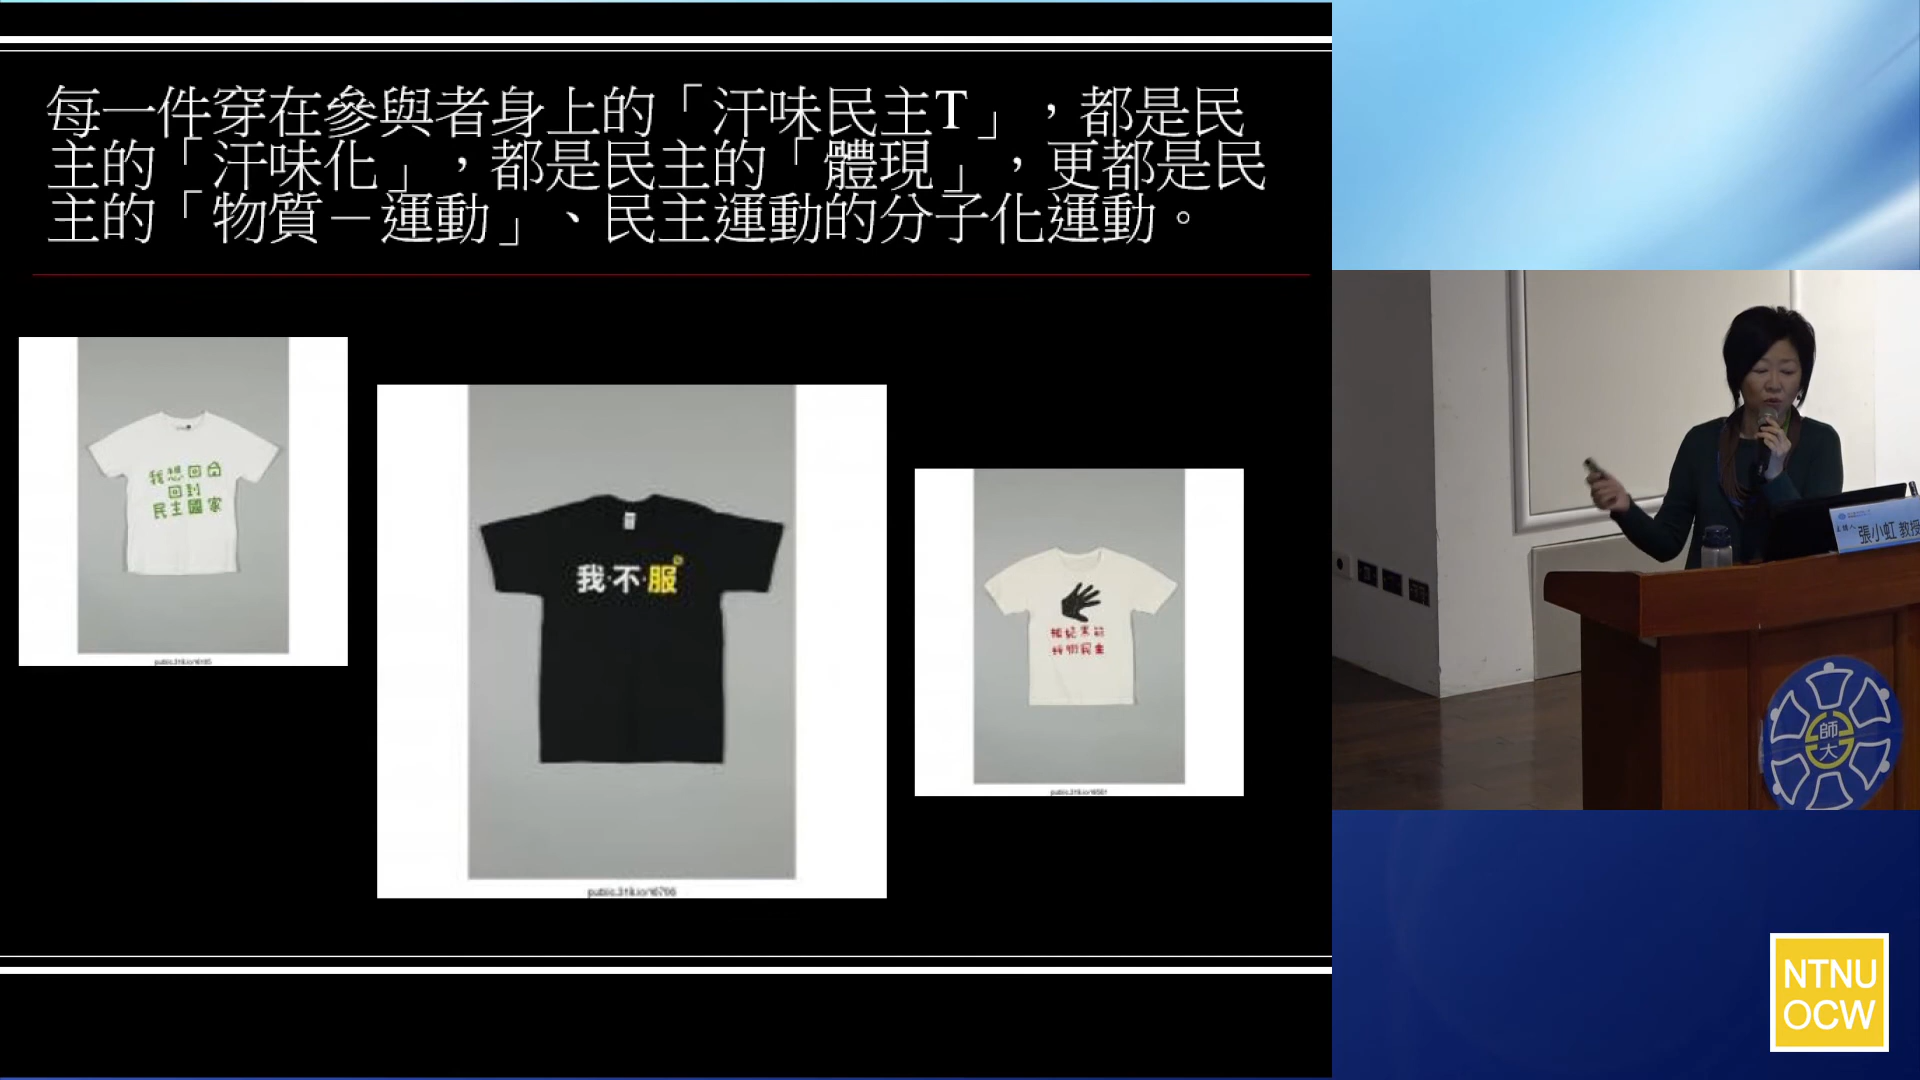 每一件穿在參與者身上的「汗味民主T」，都是民
主的「汗味化」，都是民主的「體現」，更都是民
主的「物質－運動」、民主運動的分子化運動。
我想回
回到
民主國家
我·不·服
張小虹 教授
師
大
NTNU
OCW